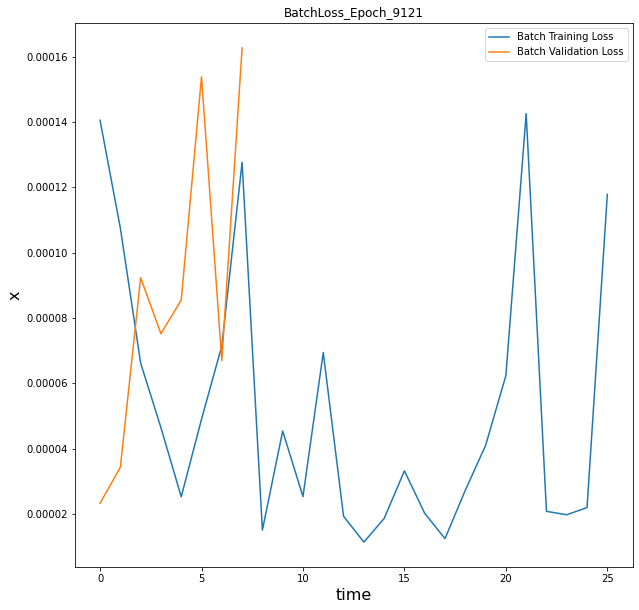 BatchLoss_Epoch_9121
Batch Training Loss
Batch Validation Loss
0.00016
0.00014
0.00012
0.00010
0.00008
0.00006
0.00004
0.00002
x
0 5 10 15 20 25
time